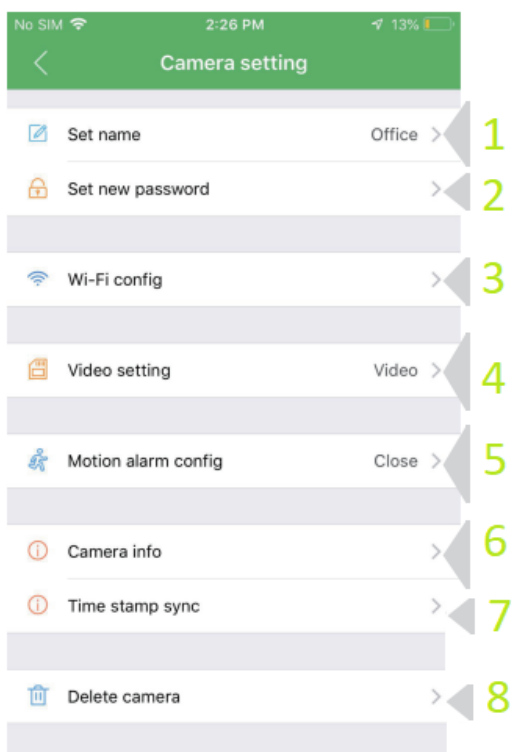 No SIM 2:26 PM 13%
Camera setting
Set name Office 1
Set new password 2
Wi-Fi config 3
Video setting Video 4
Motion alarm config Close 5
Camera info 6
Time stamp sync 7
Delete camera 8